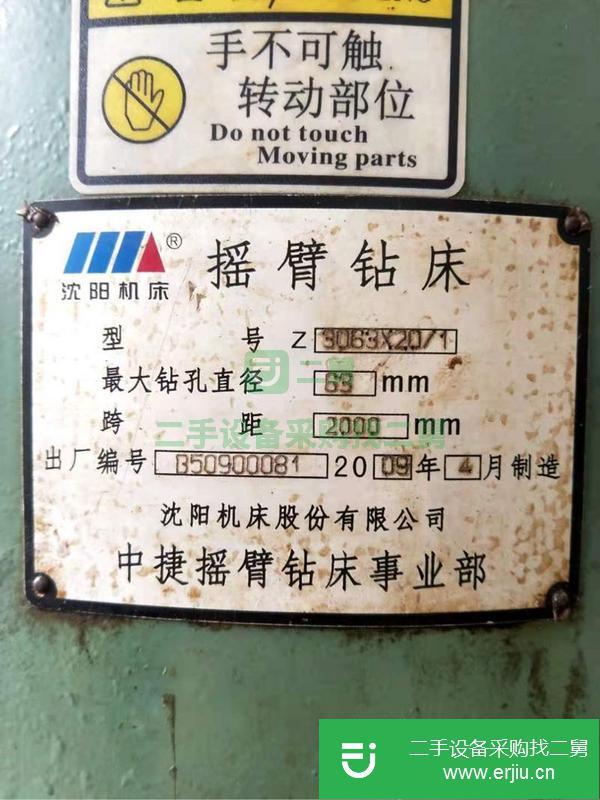 手不可触
转动部位
Do not touch
Moving parts
沈阳机床 ® 摇臂钻床
型号 Z 3063X20/1
最大钻孔直径 63 mm
跨距 2000 mm
出厂编号 B50900081 2009年4月制造
沈阳机床股份有限公司
中捷摇臂钻床事业部
二舅
二手设备采购找二舅
二手设备采购找二舅
www.erjiu.cn